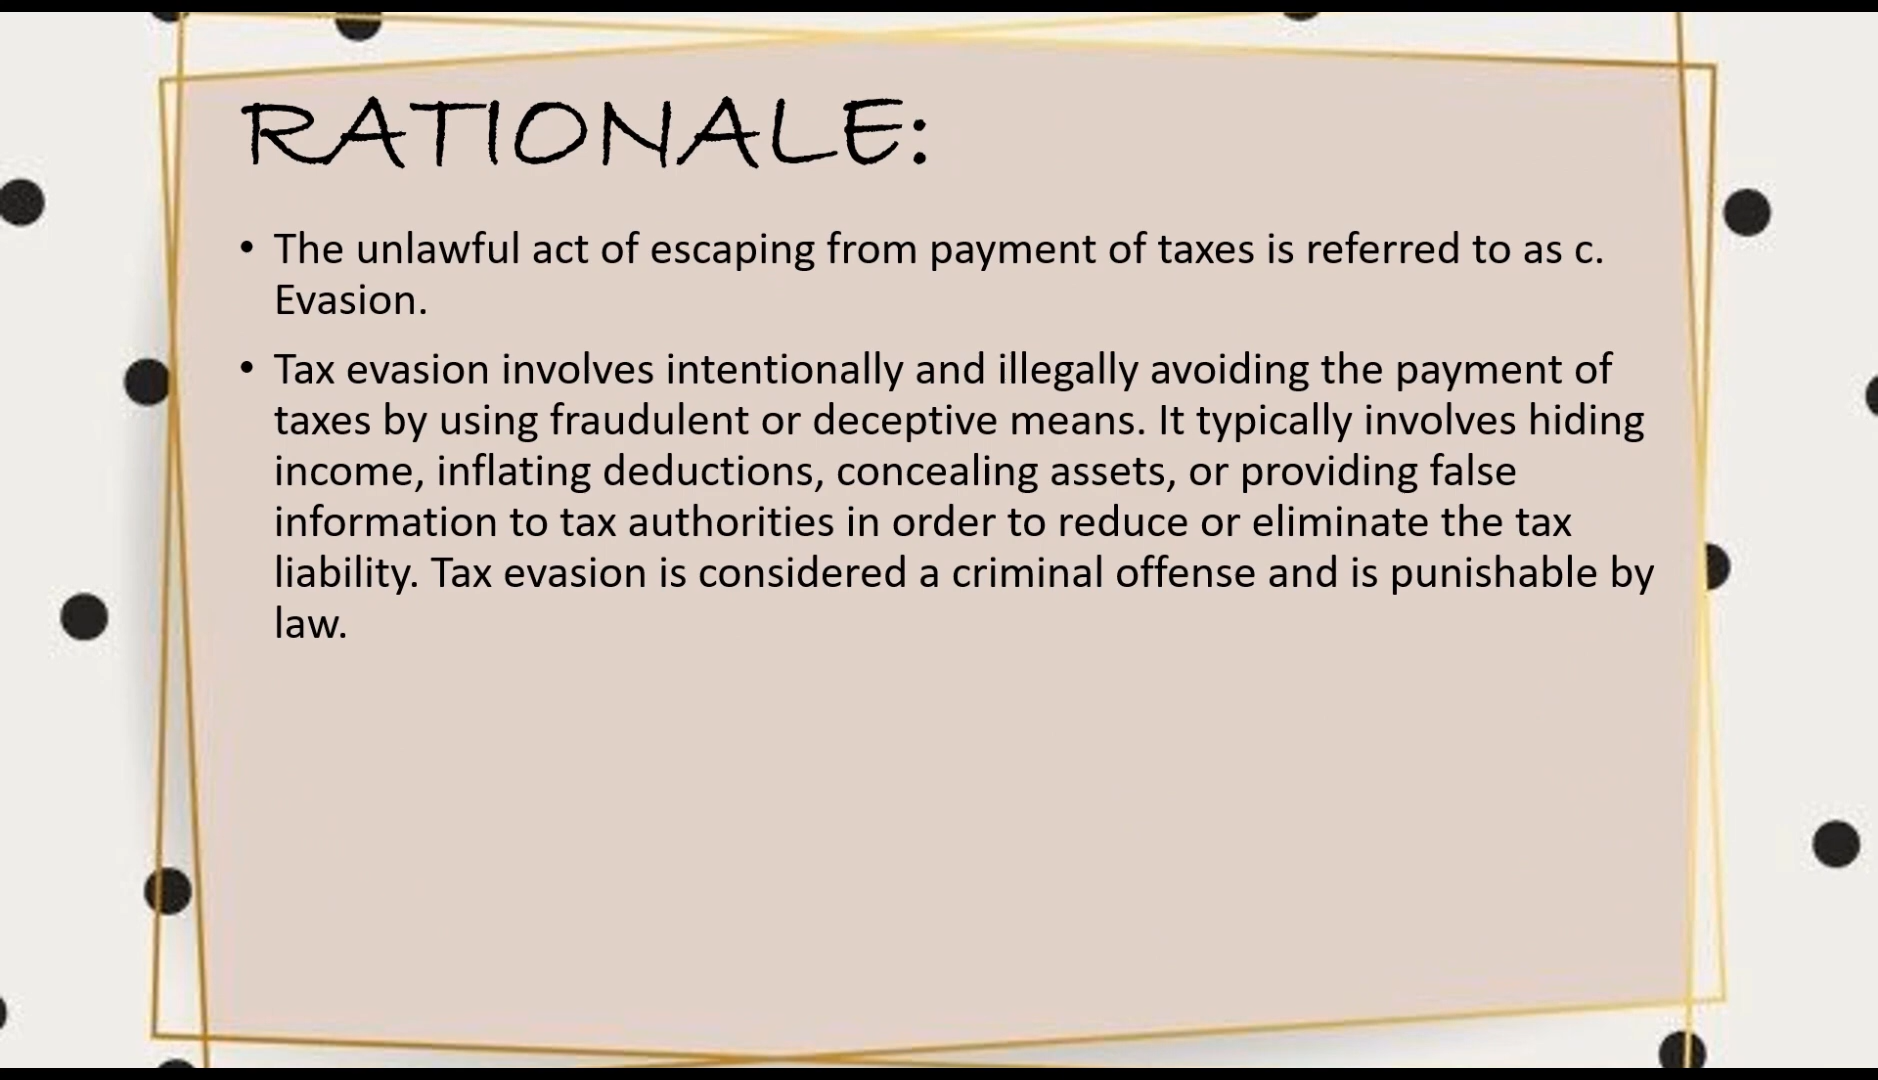 RATIONALE:
• The unlawful act of escaping from payment of taxes is referred to as c.
Evasion.
• Tax evasion involves intentionally and illegally avoiding the payment of
taxes by using fraudulent or deceptive means. It typically involves hiding
income, inflating deductions, concealing assets, or providing false
information to tax authorities in order to reduce or eliminate the tax
liability. Tax evasion is considered a criminal offense and is punishable by
law.